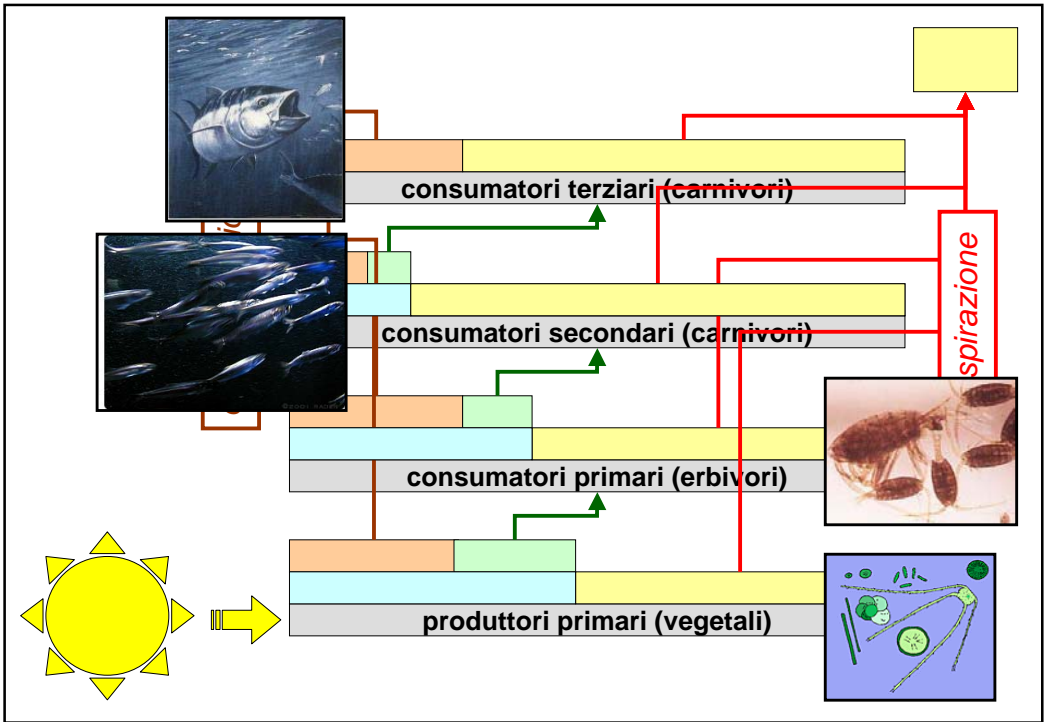 consumatori terziari (carnivori)
spirazione
consumatori secondari (carnivori)
consumatori primari (erbivori)
produttori primari (vegetali)